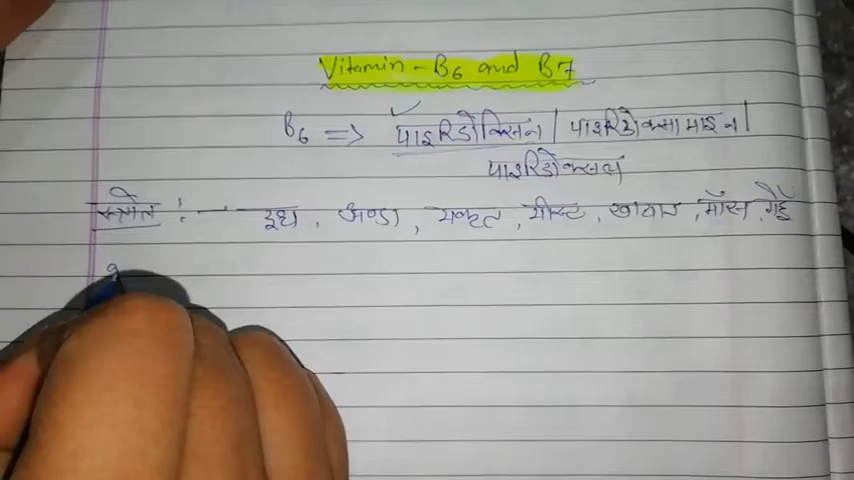 Vitamin - B6 and B7
B6 => पाइरिडोक्सिन | पाइरिडोक्सामाइन |
पाइरिडोक्सल
स्त्रोत :- दूध, अण्डा, यकृत, यीस्ट, खाद्यान, माँस, गेहूँ